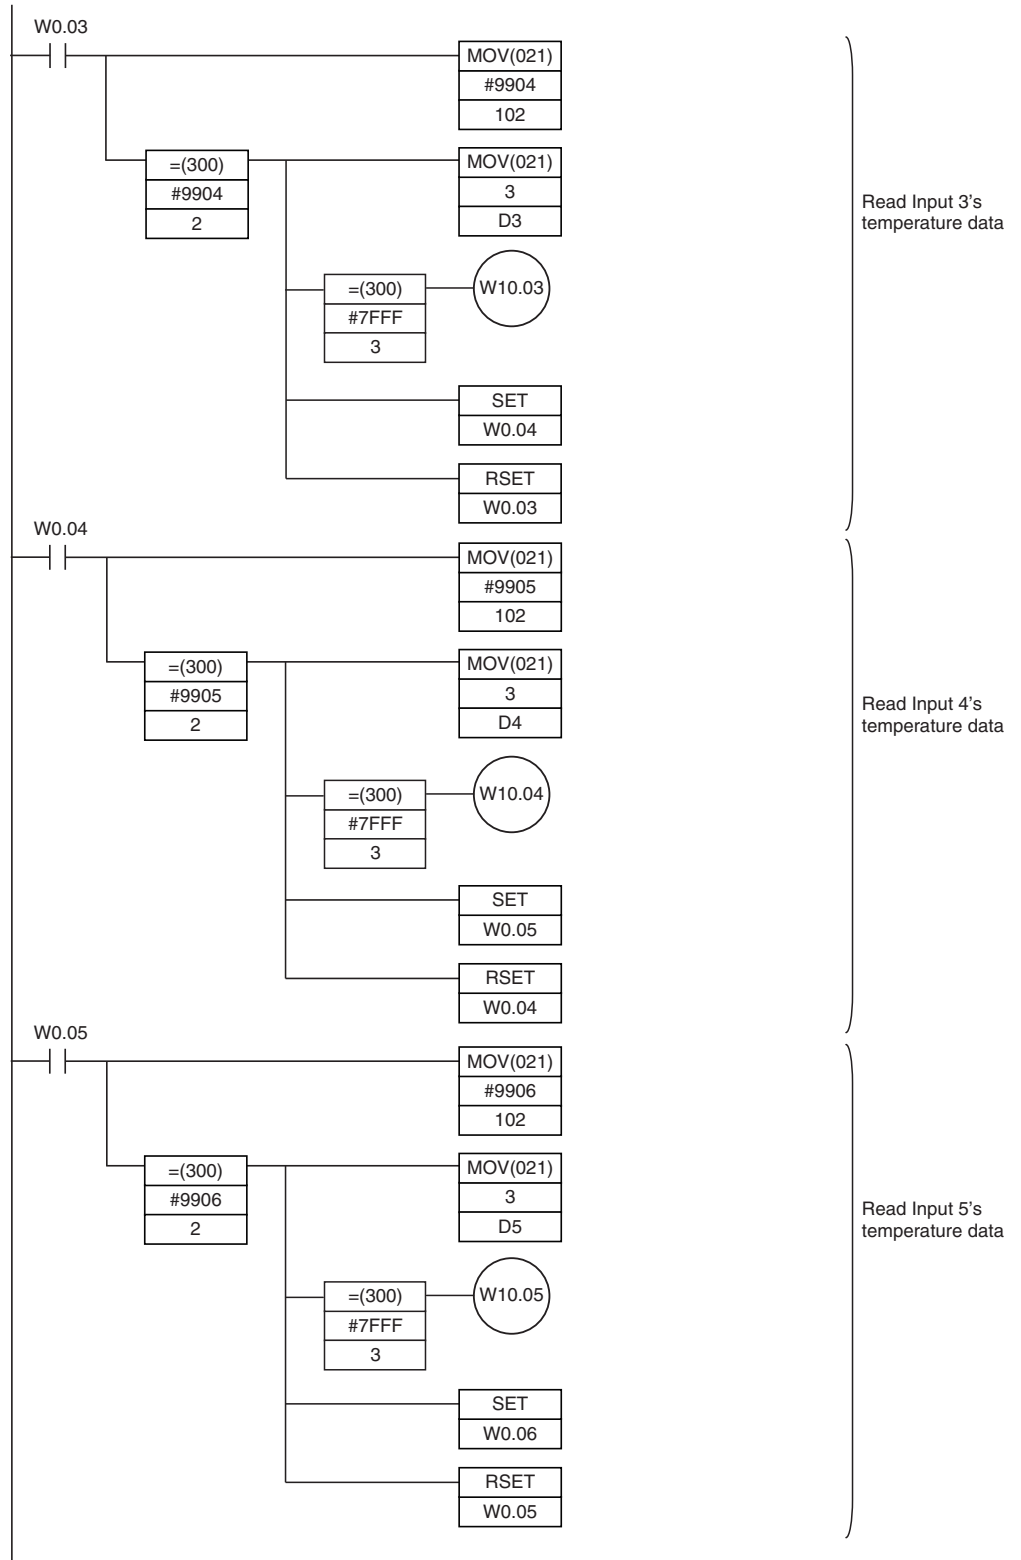 W0.03
MOV(021)
#9904
102
=(300)
#9904
2
MOV(021)
3
D3
=(300)
#7FFF
3
W10.03
SET
W0.04
RSET
W0.03
Read Input 3's
temperature data
W0.04
MOV(021)
#9905
102
=(300)
#9905
2
MOV(021)
3
D4
=(300)
#7FFF
3
W10.04
SET
W0.05
RSET
W0.04
Read Input 4's
temperature data
W0.05
MOV(021)
#9906
102
=(300)
#9906
2
MOV(021)
3
D5
=(300)
#7FFF
3
W10.05
SET
W0.06
RSET
W0.05
Read Input 5's
temperature data